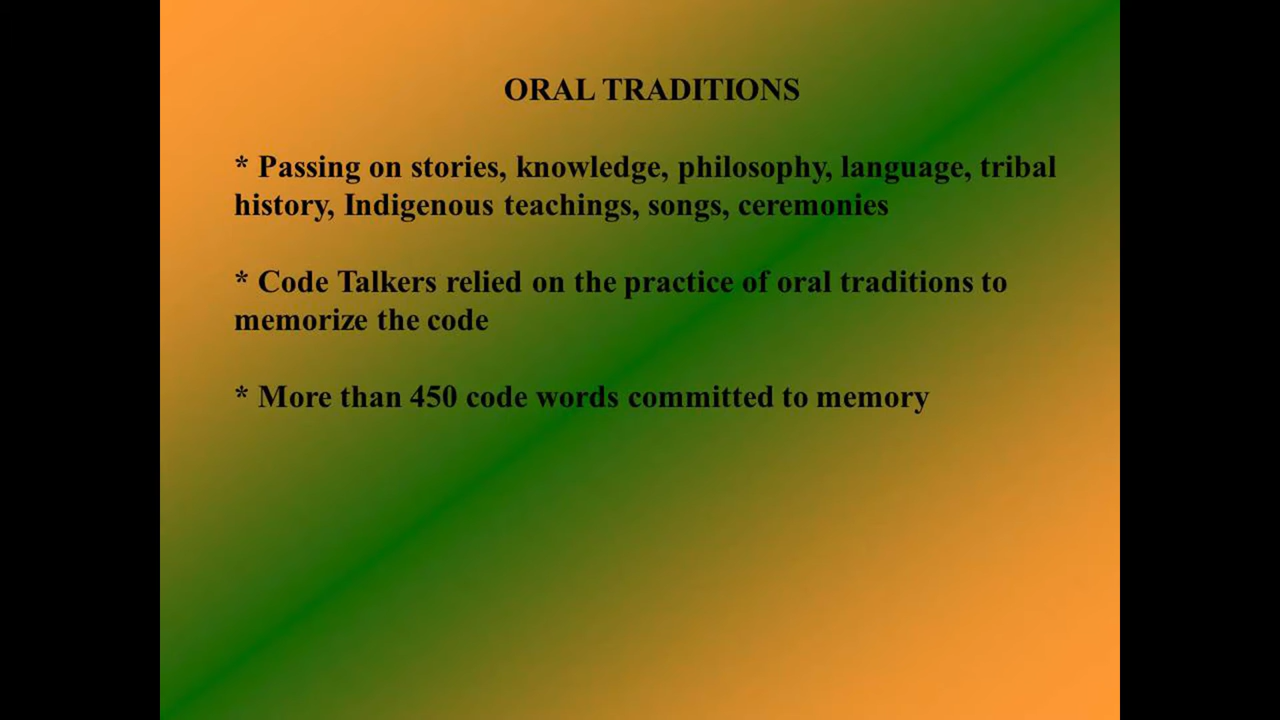 ORAL TRADITIONS
* Passing on stories, knowledge, philosophy, language, tribal
history, Indigenous teachings, songs, ceremonies
* Code Talkers relied on the practice of oral traditions to
memorize the code
* More than 450 code words committed to memory